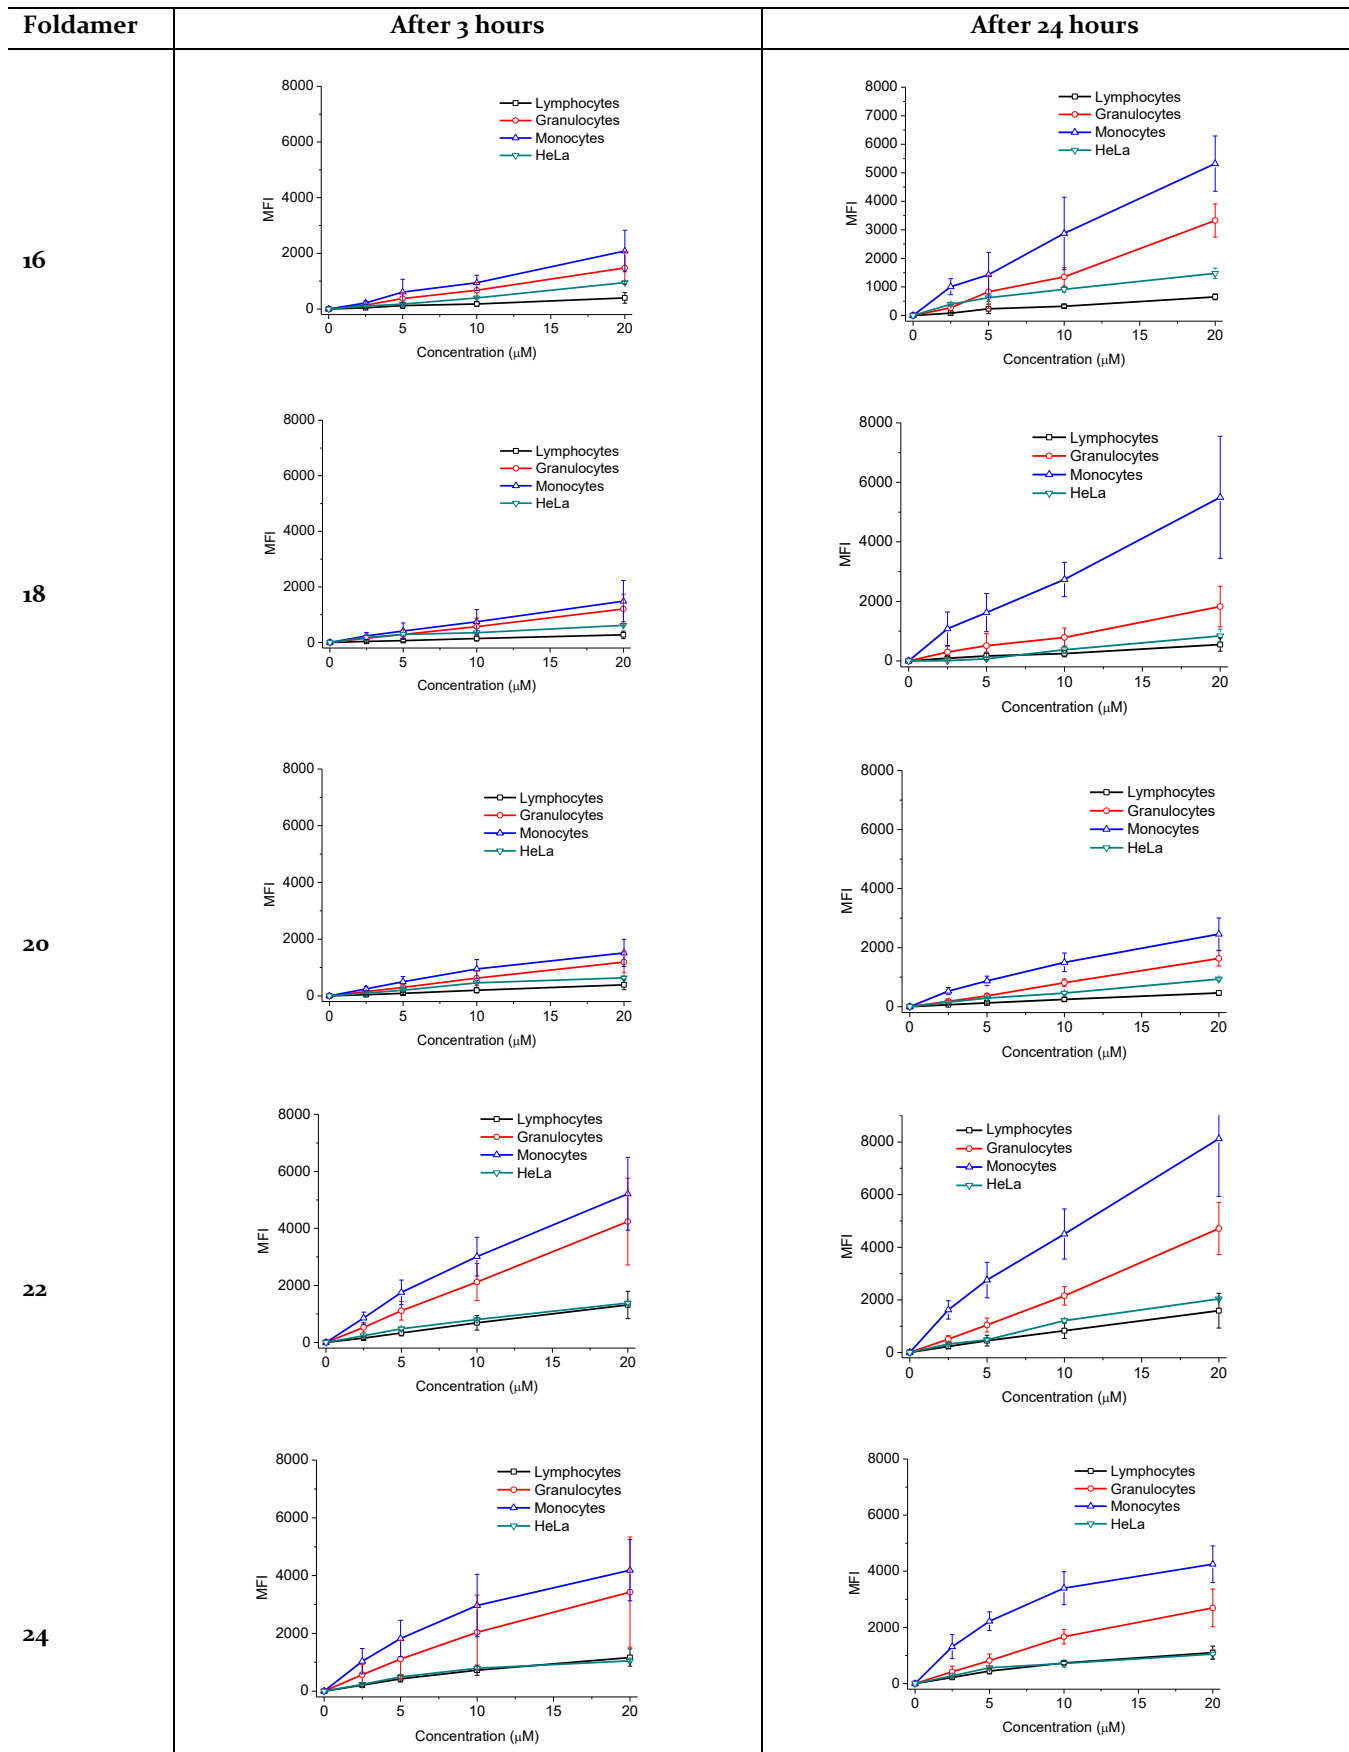 Foldamer After 3 hours After 24 hours
16
8000
6000
4000
2000
0
MFI
Lymphocytes
Granulocytes
Monocytes
HeLa
0 5 10 15 20
Concentration (μM)
8000
7000
6000
5000
4000
3000
2000
1000
0
MFI
Lymphocytes
Granulocytes
Monocytes
HeLa
0 5 10 15 20
Concentration (μM)
18
8000
6000
4000
2000
0
MFI
Lymphocytes
Granulocytes
Monocytes
HeLa
0 5 10 15 20
Concentration (μM)
8000
6000
4000
2000
0
MFI
Lymphocytes
Granulocytes
Monocytes
HeLa
0 5 10 15 20
Concentration (μM)
20
8000
6000
4000
2000
0
MFI
Lymphocytes
Granulocytes
Monocytes
HeLa
0 5 10 15 20
Concentration (μM)
8000
6000
4000
2000
0
MFI
Lymphocytes
Granulocytes
Monocytes
HeLa
0 5 10 15 20
Concentration (μM)
22
8000
6000
4000
2000
0
MFI
Lymphocytes
Granulocytes
Monocytes
HeLa
0 5 10 15 20
Concentration (μM)
8000
6000
4000
2000
0
MFI
Lymphocytes
Granulocytes
Monocytes
HeLa
0 5 10 15 20
Concentration (μM)
24
8000
6000
4000
2000
0
MFI
Lymphocytes
Granulocytes
Monocytes
HeLa
0 5 10 15 20
Concentration (μM)
8000
6000
4000
2000
0
MFI
Lymphocytes
Granulocytes
Monocytes
HeLa
0 5 10 15 20
Concentration (μM)